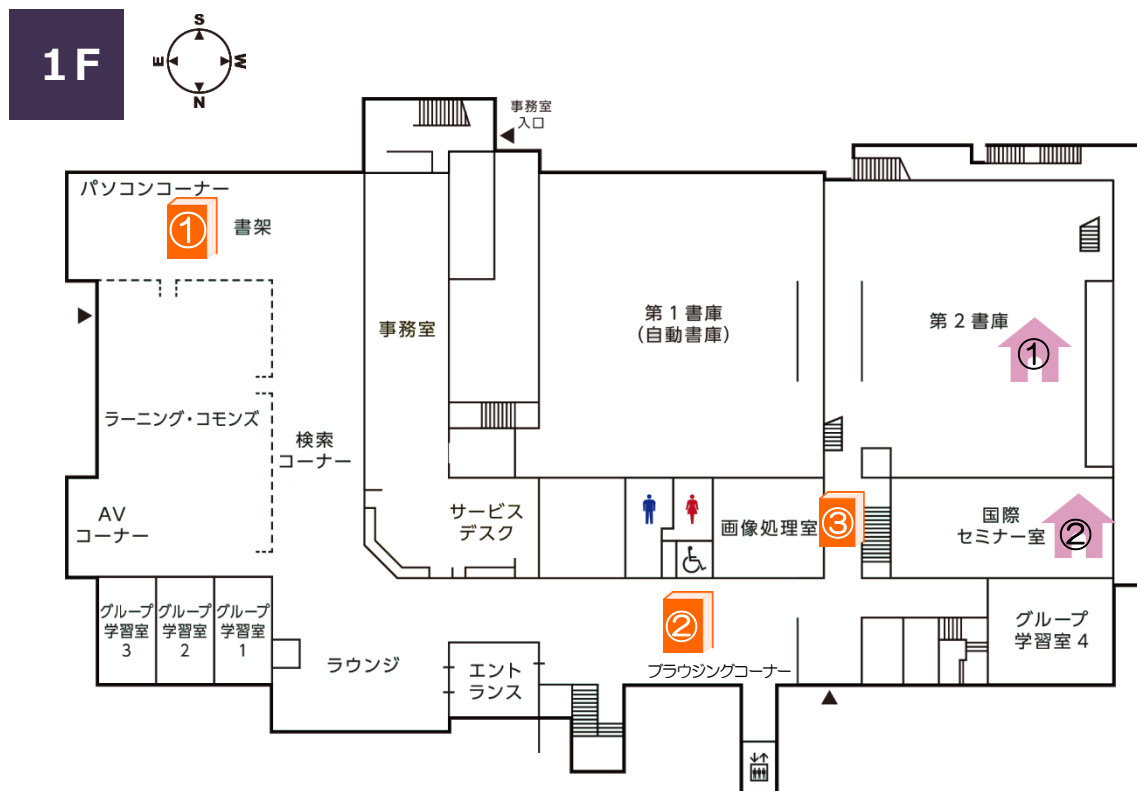 1F
S
E
W
N
事務室
入口
パソコンコーナー
①
書架
事務室
第1書庫
(自動書庫)
第2書庫
①
ラーニング・コモンズ
検索
コーナー
AV
コーナー
サービス
デスク
画像処理室
③
国際
セミナー室
②
グループ
学習室
3
グループ
学習室
2
グループ
学習室
1
ラウンジ
エント
ランス
②
ブラウジングコーナー
グループ
学習室4